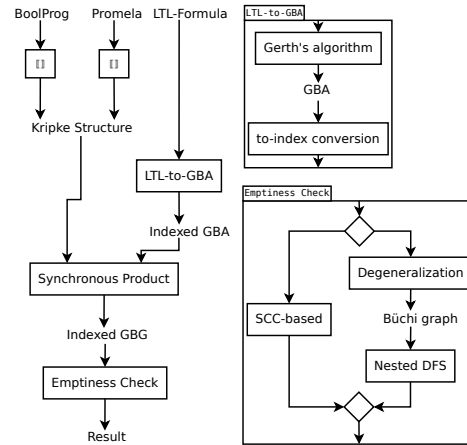 BoolProg Promela LTL-Formula
⟦⟧ ⟦⟧
Kripke Structure
LTL-to-GBA
Indexed GBA
Synchronous Product
Indexed GBG
Emptiness Check
Result
LTL-to-GBA
Gerth's algorithm
GBA
to-index conversion
Emptiness Check
Degeneralization
SCC-based
Büchi graph
Nested DFS